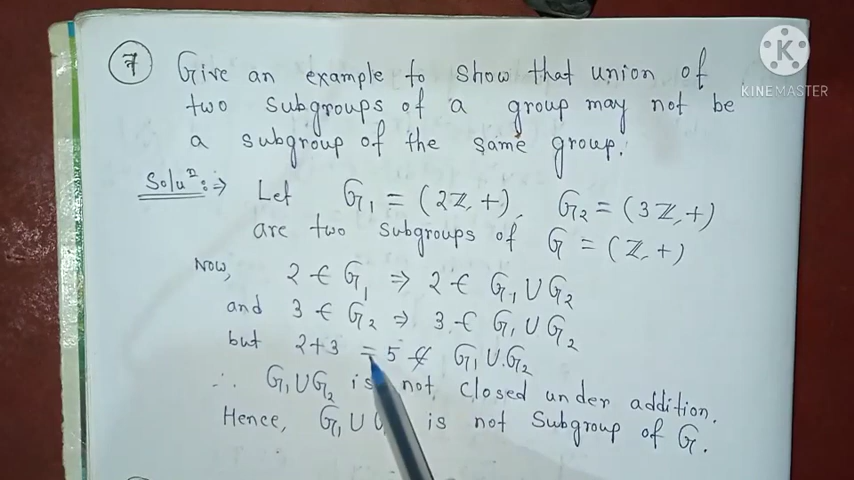 7 Give an example to show that union of
two subgroups of a group may not be
a subgroup of the same group.
Soluⁿ :⇒ Let G₁ = (2ℤ, +), G₂ = (3ℤ, +)
are two subgroups of G = (ℤ, +)
Now, 2 ∈ G₁ ⇒ 2 ∈ G₁ ∪ G₂
and 3 ∈ G₂ ⇒ 3 ∈ G₁ ∪ G₂
but 2+3 = 5 ∉ G₁ ∪ G₂
∴ G₁ ∪ G₂ is not closed under addition.
Hence, G₁ ∪ G is not subgroup of G.
K
KINEMASTER